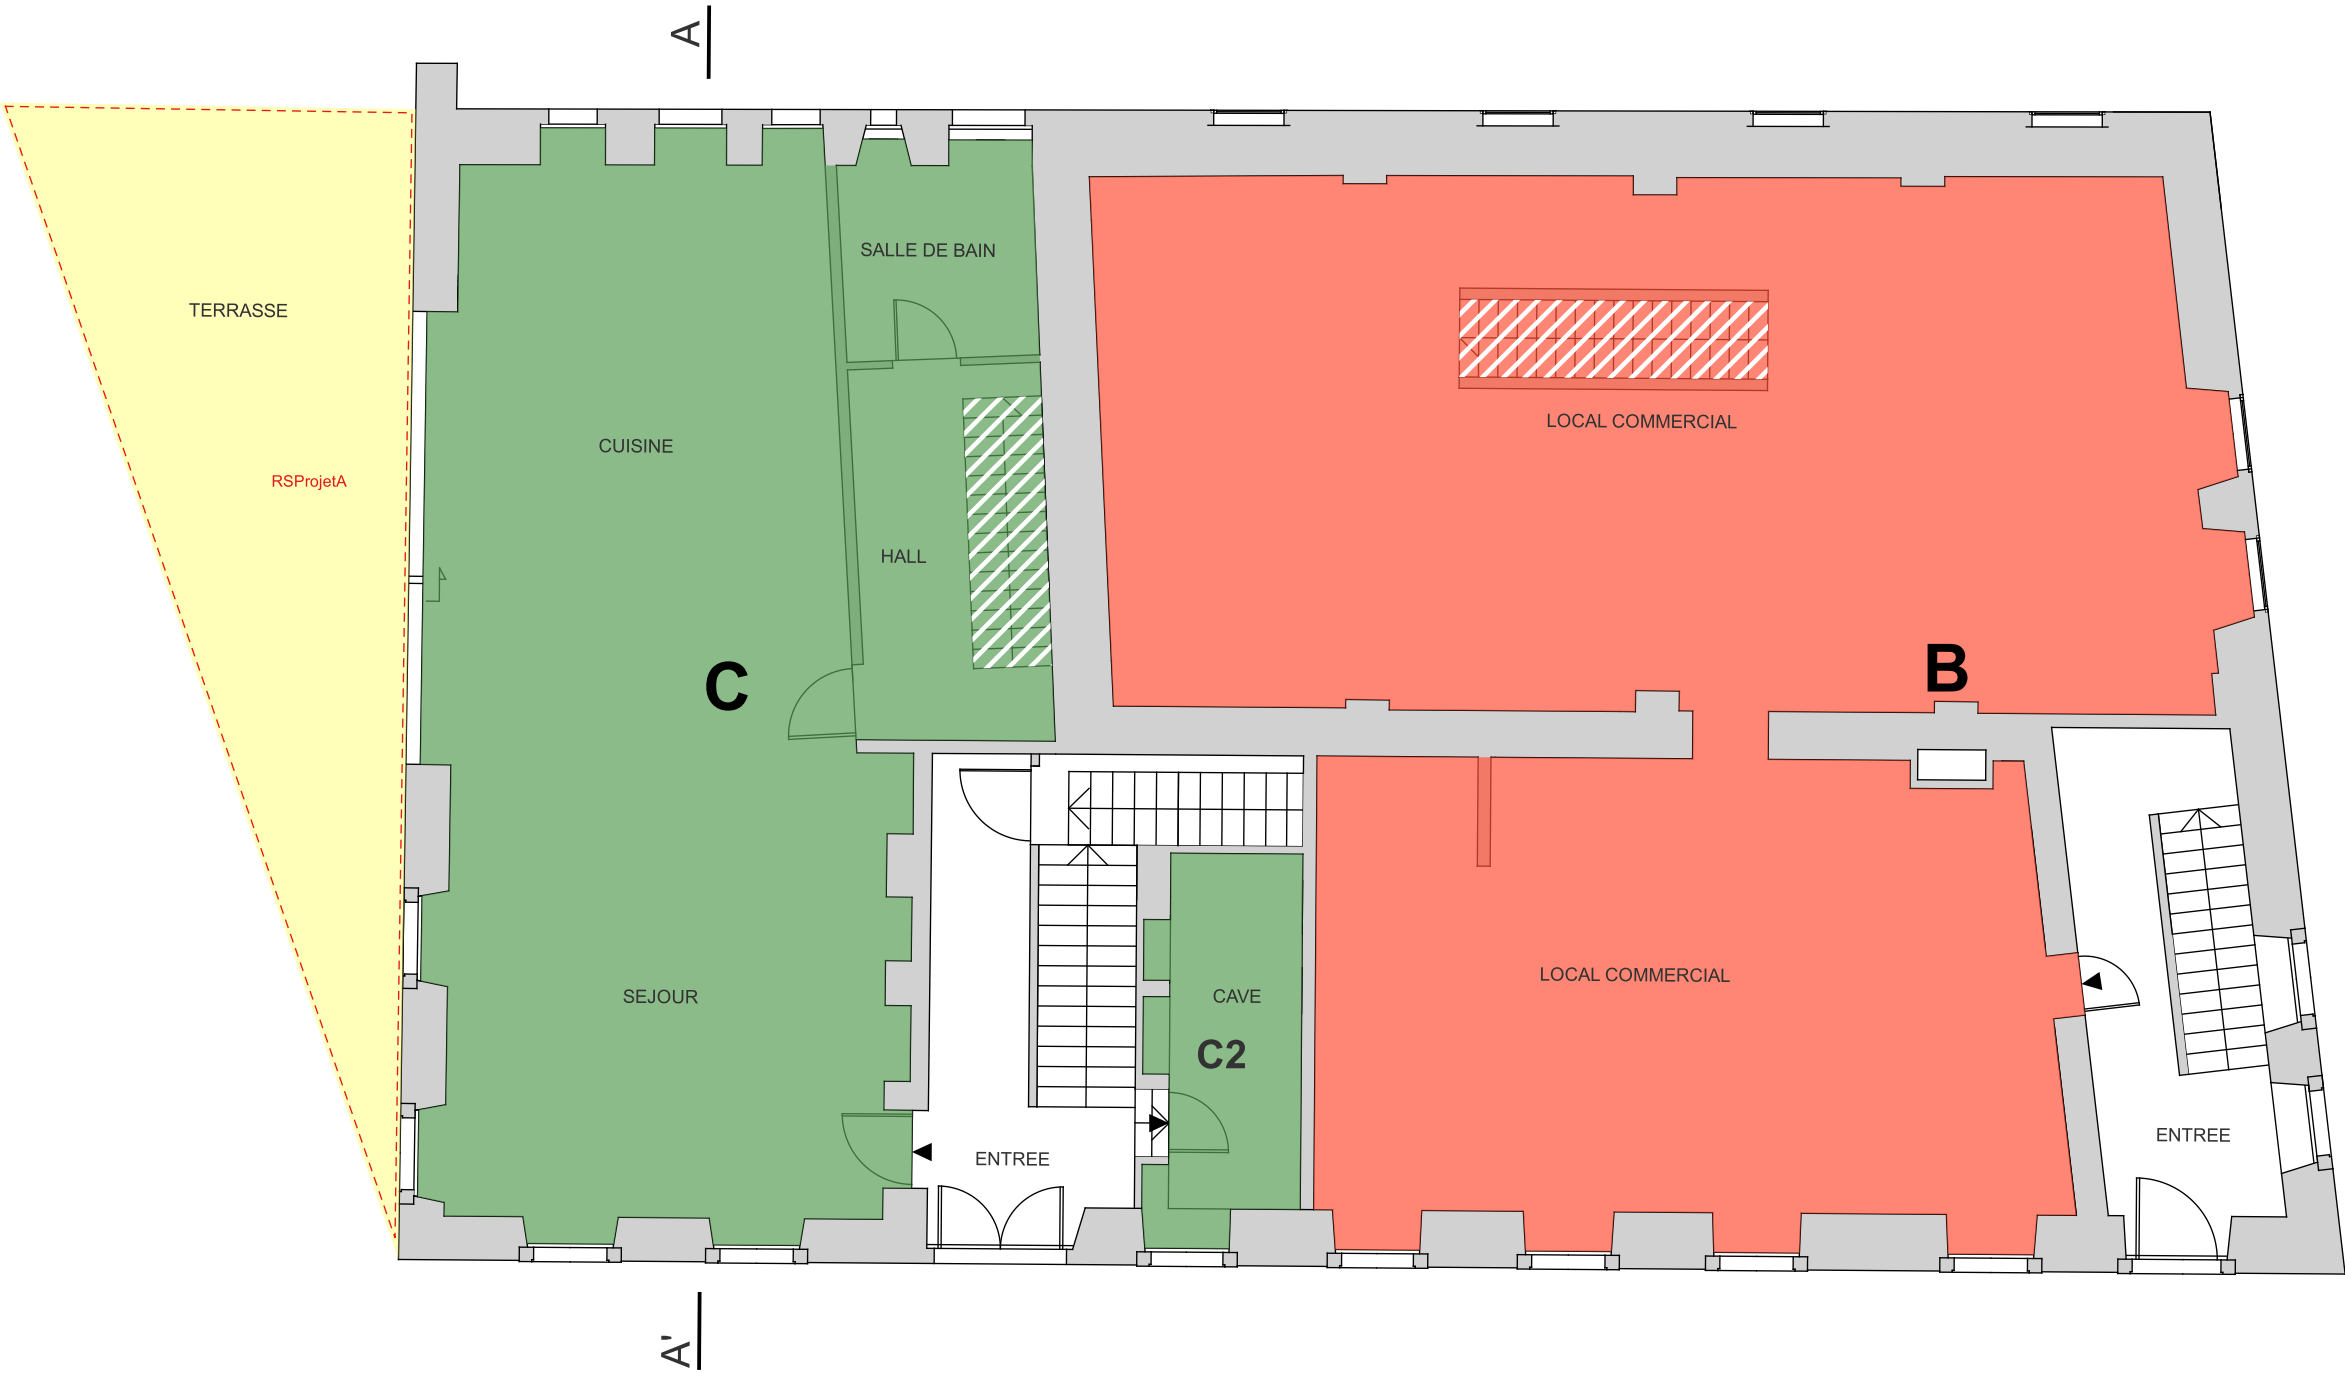 A
SALLE DE BAIN
TERRASSE
LOCAL COMMERCIAL
CUISINE
RSProjetA
HALL
C
B
LOCAL COMMERCIAL
SEJOUR
CAVE
C2
ENTREE
ENTREE
A'